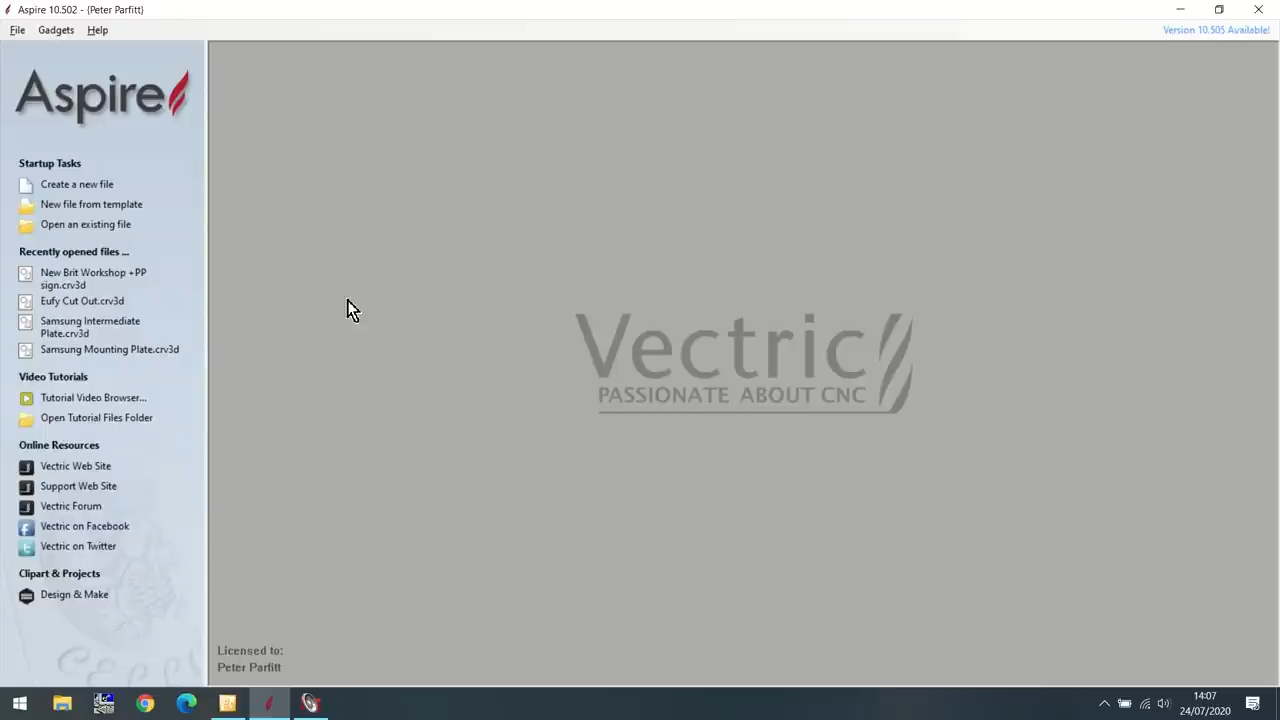 Aspire 10.502 - {Peter Parfitt}
File Gadgets Help
Version 10.505 Available!
Aspire
Startup Tasks
Create a new file
New file from template
Open an existing file
Recently opened files ...
New Brit Workshop +PP
sign.crv3d
Eufy Cut Out.crv3d
Samsung Intermediate
Plate.crv3d
Samsung Mounting Plate.crv3d
Video Tutorials
Tutorial Video Browser...
Open Tutorial Files Folder
Online Resources
Vectric Web Site
Support Web Site
Vectric Forum
Vectric on Facebook
Vectric on Twitter
Clipart & Projects
Design & Make
Vectric
PASSIONATE ABOUT CNC
Licensed to:
Peter Parfitt
14:07
24/07/2020